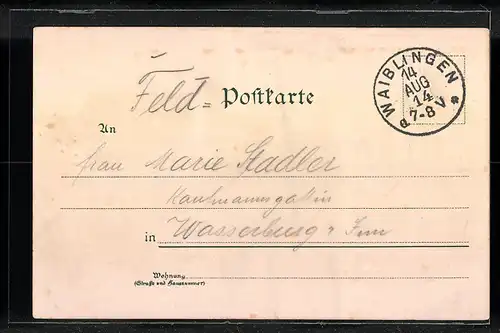 WAIBLINGEN
14
AUG
14
7-8 V
Feld= Postkarte
An
Frau Marie Stadler
Kaufmannsgattin
in Wasserburg a. Inn
Wohnung
(Straße und Hausnummer)